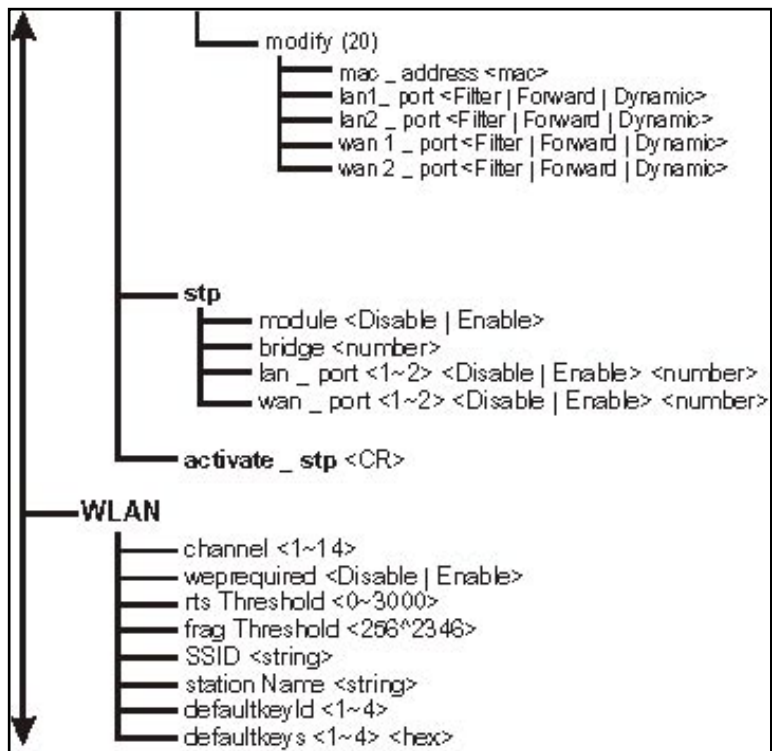 modify (20)
mac _ address <mac>
lan1_ port <Filter | Forward | Dynamic>
lan2 _ port <Filter | Forward | Dynamic>
wan 1 _ port<Filter | Forward | Dynamic>
wan 2 _ port<Filter | Forward | Dynamic>
stp
module <Disable | Enable>
bridge <number>
lan _ port <1~2> <Disable | Enable> <number>
wan _ port <1~2> <Disable | Enable> <number>
activate _ stp <CR>
WLAN
channel <1~14>
weprequired <Disable | Enable>
rts Threshold <0~3000>
frag Threshold <256^2346>
SSID <string>
station Name <string>
defaultkeyId <1~4>
defaultkeys <1~4> <hex>